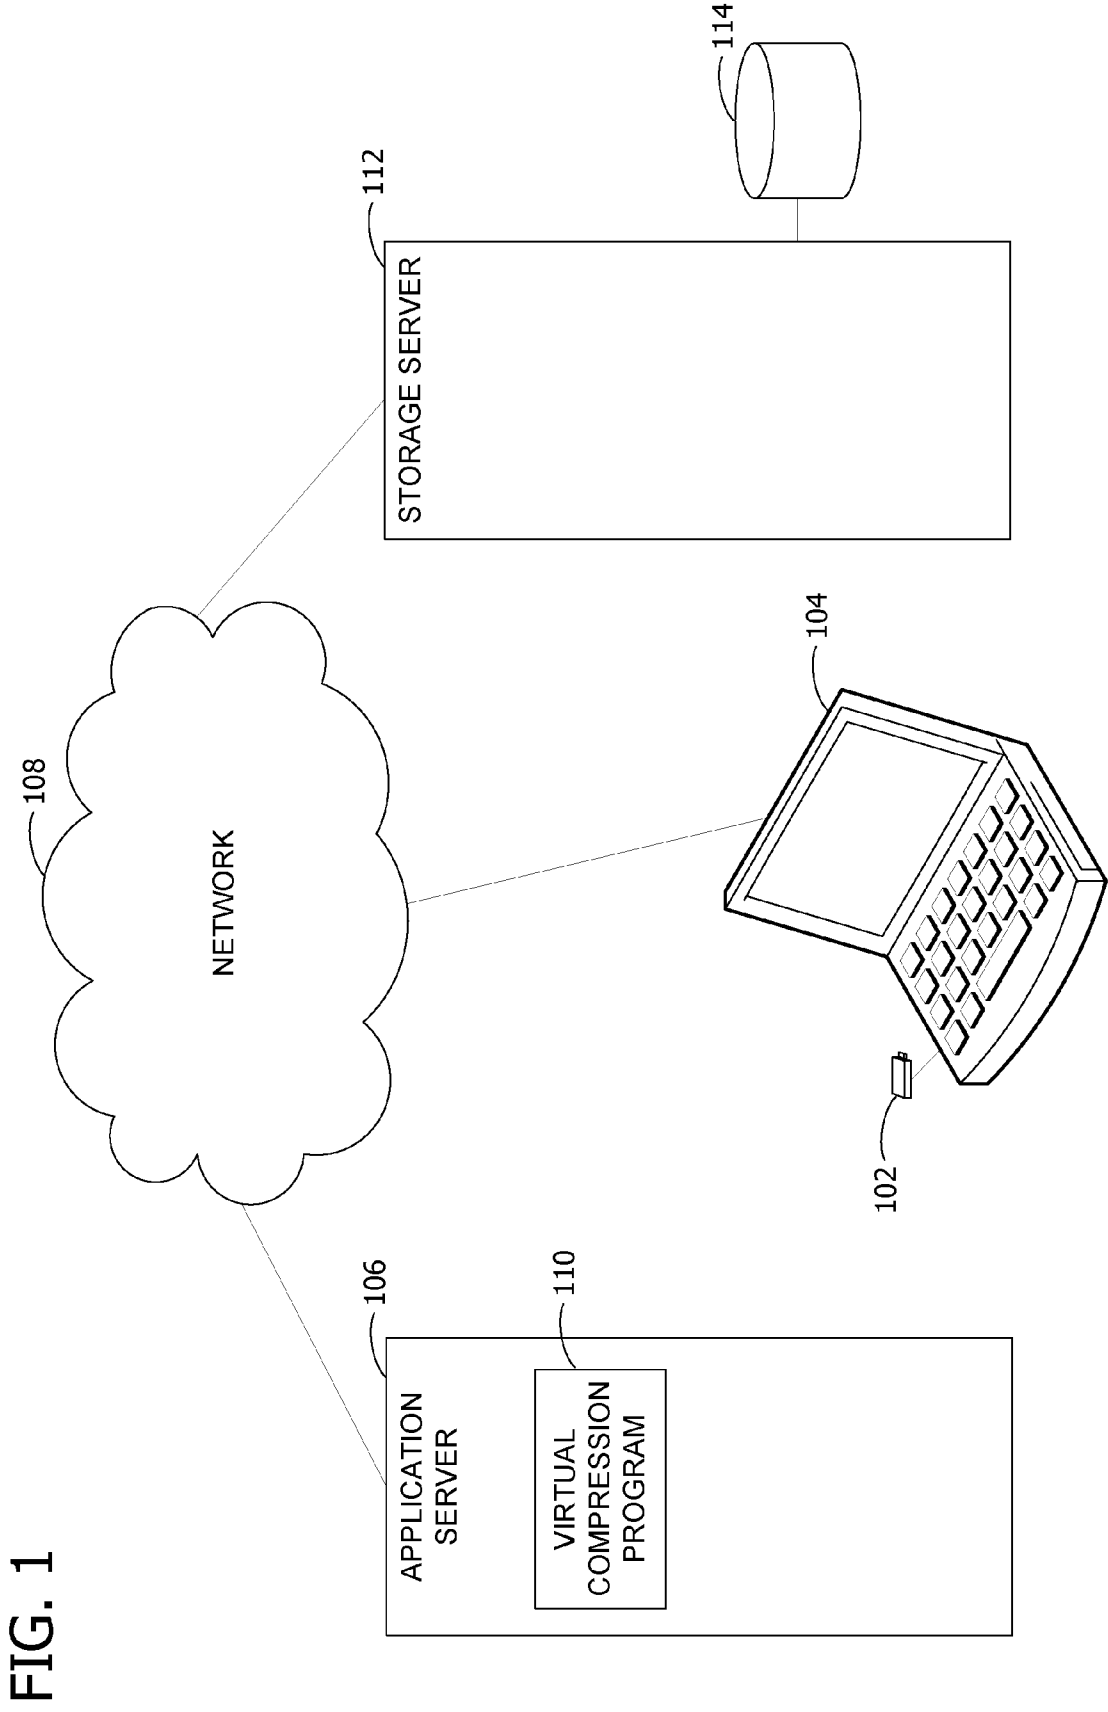 FIG. 1
108
NETWORK
106
APPLICATION
SERVER
110
VIRTUAL
COMPRESSION
PROGRAM
102
104
112
STORAGE SERVER
114